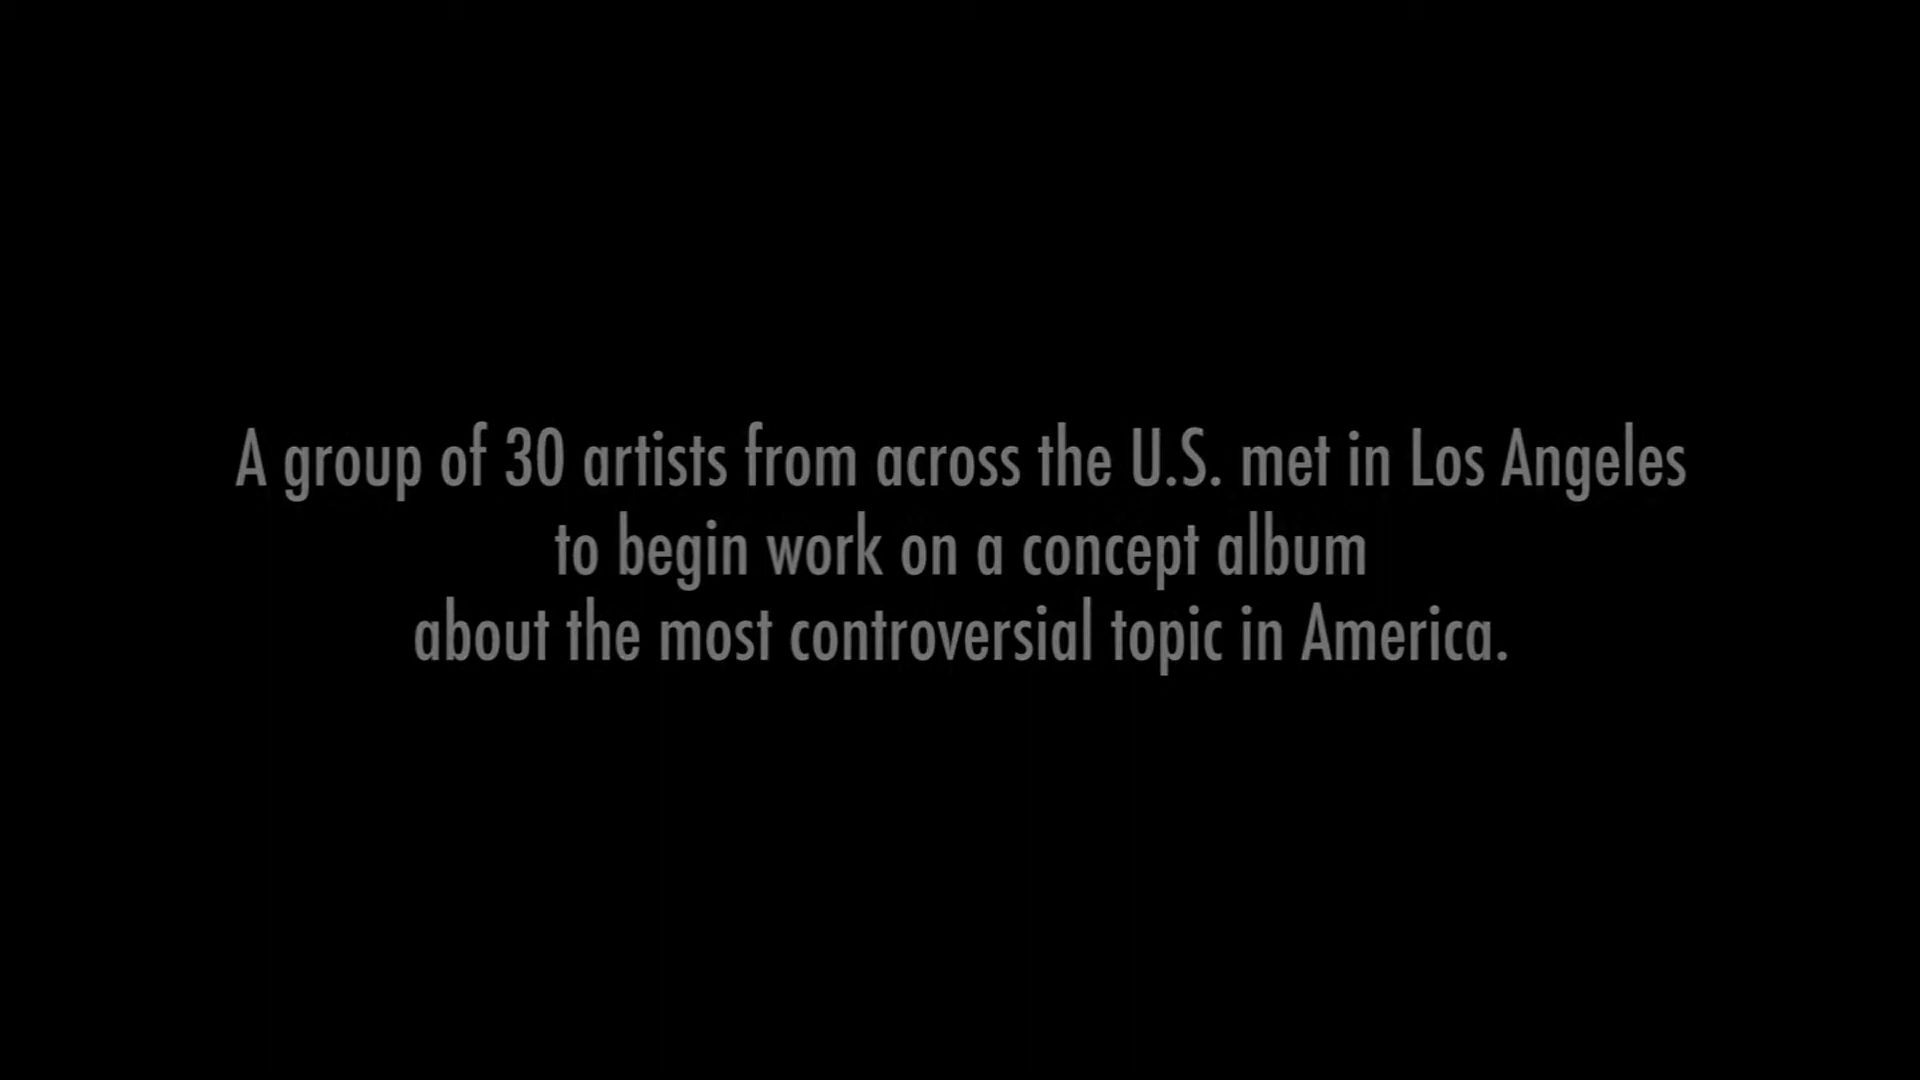 A group of 30 artists from across the U.S. met in Los Angeles
to begin work on a concept album
about the most controversial topic in America.